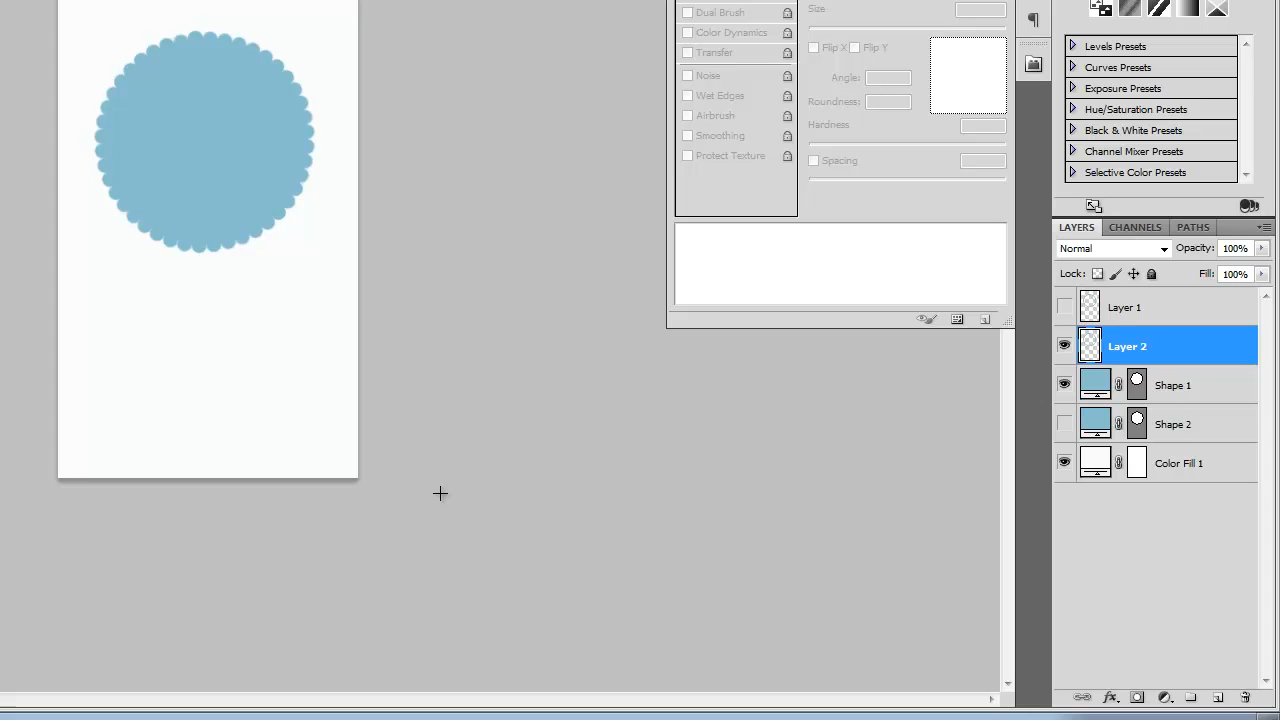 Dual Brush
Color Dynamics
Transfer
Noise
Wet Edges
Airbrush
Smoothing
Protect Texture
Size
Flip X Flip Y
Angle:
Roundness:
Hardness
Spacing
Levels Presets
Curves Presets
Exposure Presets
Hue/Saturation Presets
Black & White Presets
Channel Mixer Presets
Selective Color Presets
LAYERS CHANNELS PATHS
Normal Opacity: 100%
Lock: Fill: 100%
Layer 1
Layer 2
Shape 1
Shape 2
Color Fill 1